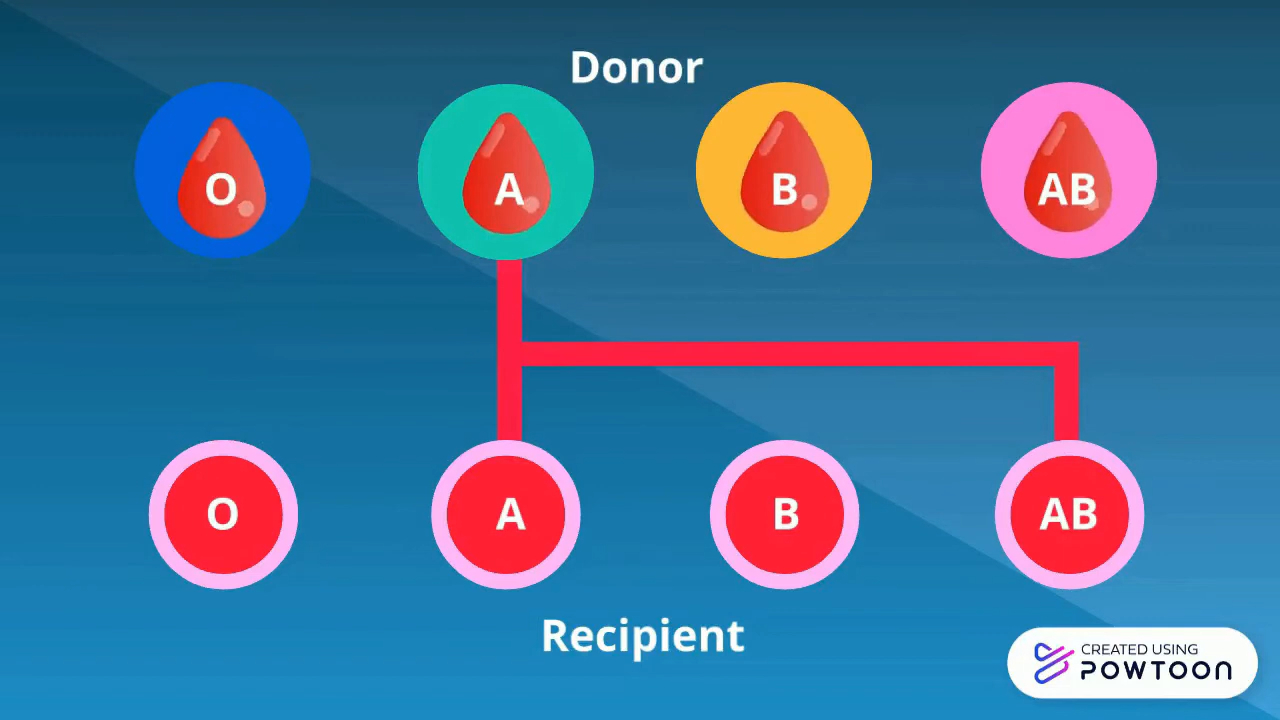 Donor
O A B AB
O A B AB
Recipient
CREATED USING
POWTOON